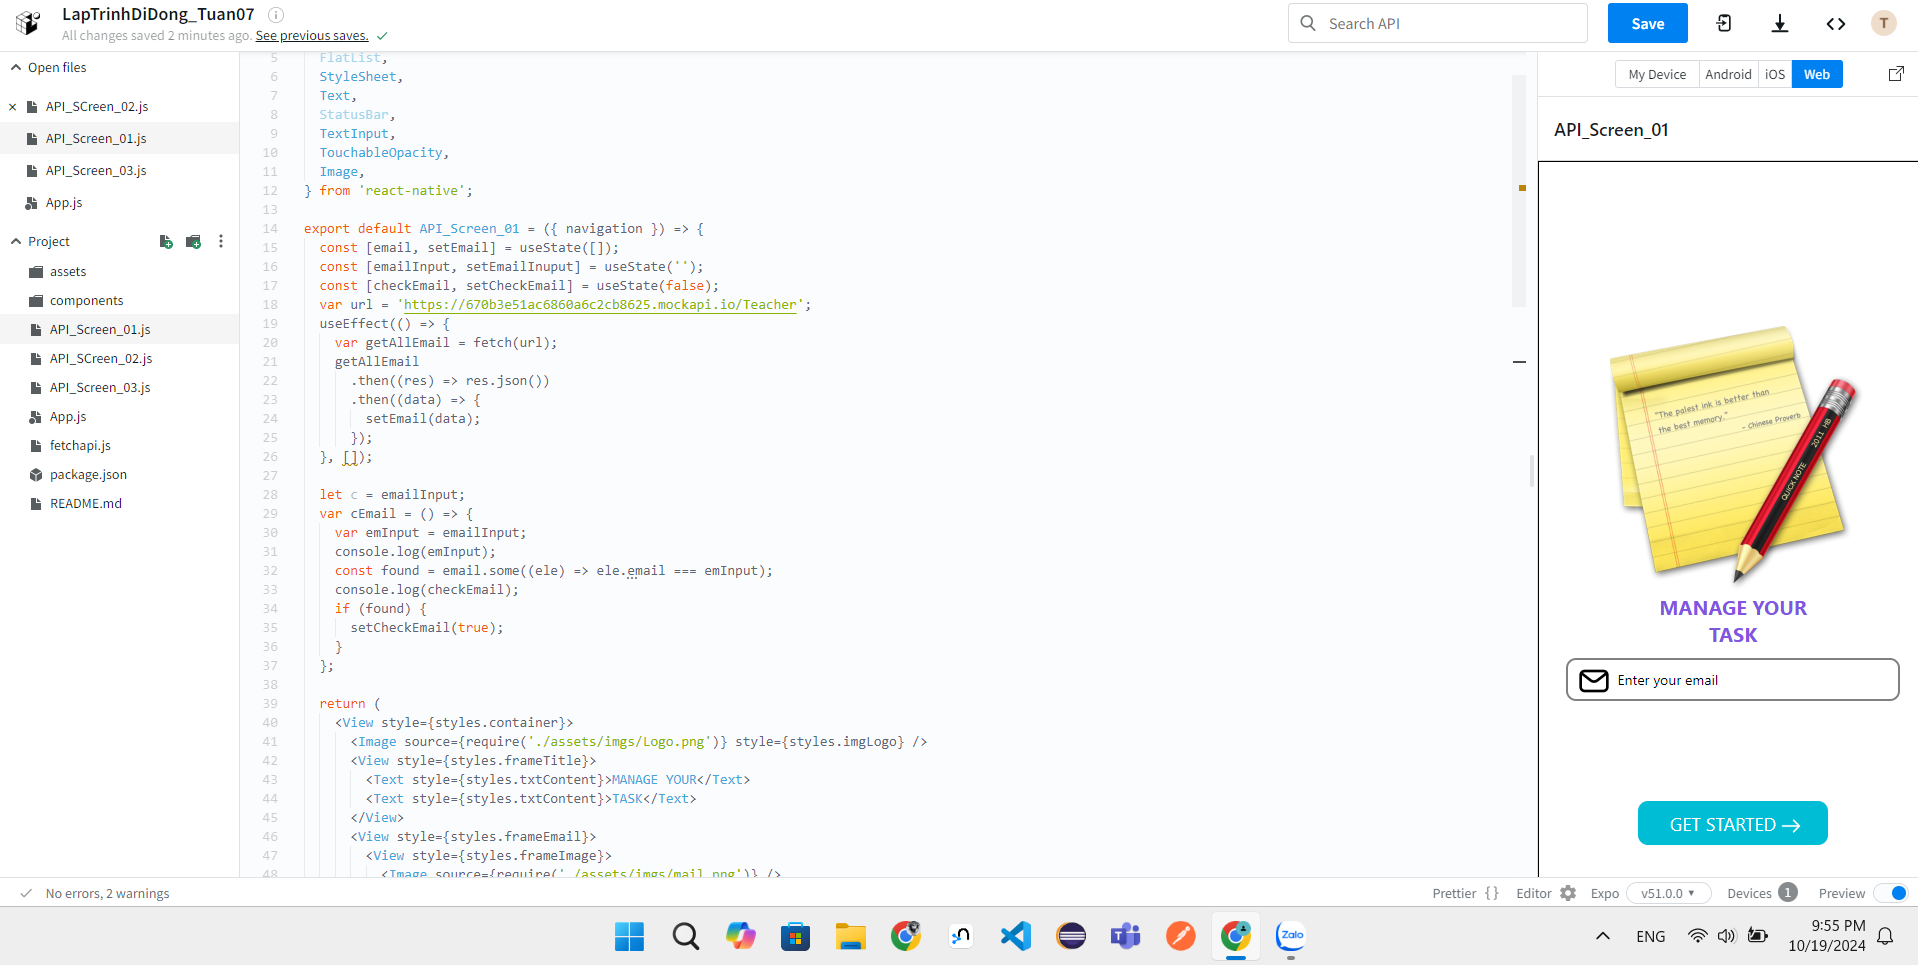 LapTrinhDiDong_Tuan07
All changes saved 2 minutes ago. See previous saves.
Search API
Save
T
Open files
API_SCreen_02.js
API_Screen_01.js
API_Screen_03.js
App.js
Project
assets
components
API_Screen_01.js
API_SCreen_02.js
API_Screen_03.js
App.js
fetchapi.js
package.json
README.md
5 FlatList,
6 StyleSheet,
7 Text,
8 StatusBar,
9 TextInput,
10 TouchableOpacity,
11 Image,
12 } from 'react-native';
13
14 export default API_Screen_01 = ({ navigation }) => {
15 const [email, setEmail] = useState([]);
16 const [emailInput, setEmailInuput] = useState('');
17 const [checkEmail, setCheckEmail] = useState(false);
18 var url = 'https://670b3e51ac6860a6c2cb8625.mockapi.io/Teacher';
19 useEffect(() => {
20 var getAllEmail = fetch(url);
21 getAllEmail
22 .then((res) => res.json())
23 .then((data) => {
24 setEmail(data);
25 });
26 }, []);
27
28 let c = emailInput;
29 var cEmail = () => {
30 var emInput = emailInput;
31 console.log(emInput);
32 const found = email.some((ele) => ele.email === emInput);
33 console.log(checkEmail);
34 if (found) {
35 setCheckEmail(true);
36 }
37 };
38
39 return (
40 <View style={styles.container}>
41 <Image source={require('./assets/imgs/Logo.png')} style={styles.imgLogo} />
42 <View style={styles.frameTitle}>
43 <Text style={styles.txtContent}>MANAGE YOUR</Text>
44 <Text style={styles.txtContent}>TASK</Text>
45 </View>
46 <View style={styles.frameEmail}>
47 <View style={styles.frameImage}>
48 <Image source={require('./assets/imgs/mail.png')} />
My Device Android iOS Web
API_Screen_01
"The palest ink is better than
the best memory."
- Chinese Proverb
QUICK NOTE 2011 HB
MANAGE YOUR
TASK
Enter your email
GET STARTED →
No errors, 2 warnings
Prettier {} Editor Expo v51.0.0 Devices 1 Preview
Zalo
ENG
9:55 PM
10/19/2024